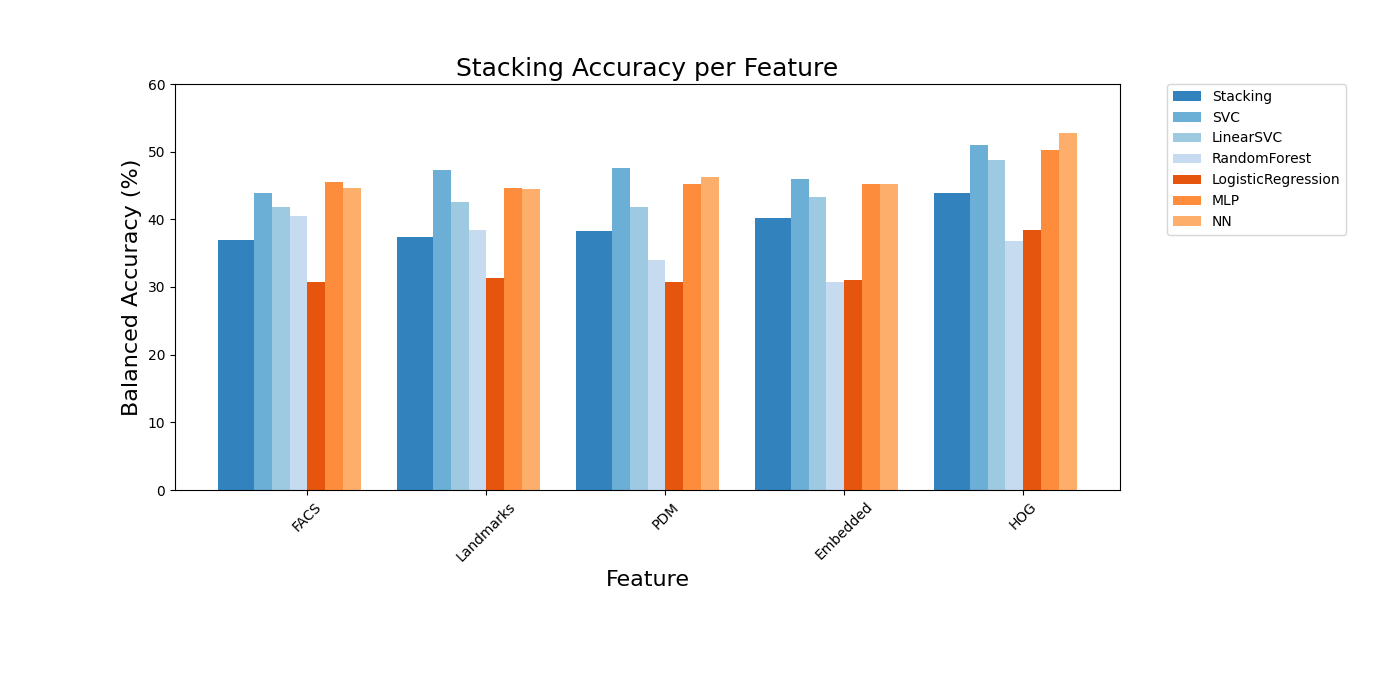 Stacking Accuracy per Feature
Balanced Accuracy (%)
60
50
40
30
20
10
0
FACS
Landmarks
PDM
Embedded
HOG
Feature
Stacking
SVC
LinearSVC
RandomForest
LogisticRegression
MLP
NN